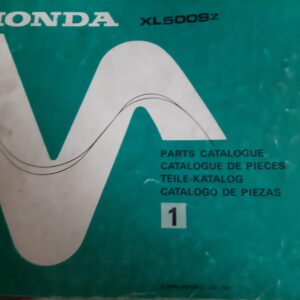 HONDA XL500Sz
PARTS CATALOGUE
CATALOGUE DE PIECES
TEILE-KATALOG
CATALOGO DE PIEZAS
1